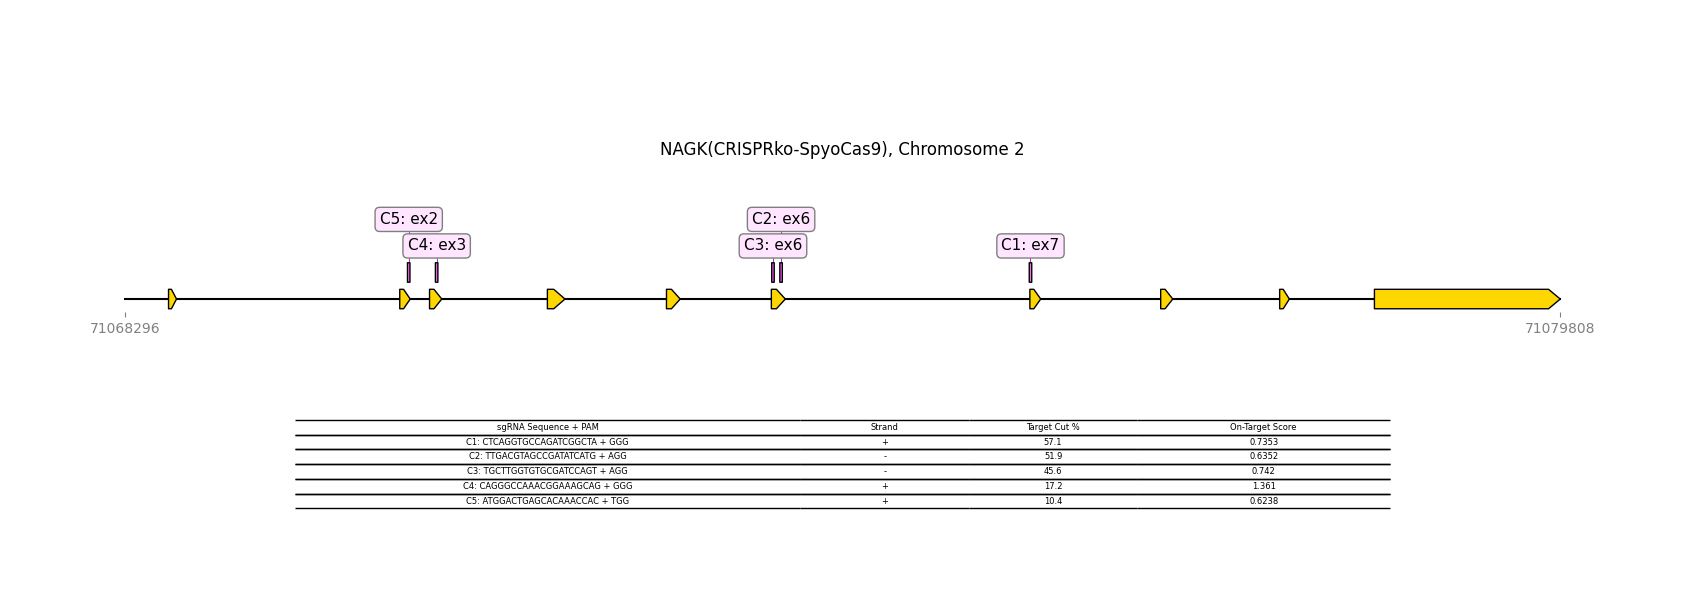 NAGK(CRISPRko-SpyoCas9), Chromosome 2
C5: ex2
C2: ex6
C4: ex3
C3: ex6
C1: ex7
71068296
71079808
sgRNA Sequence + PAM Strand Target Cut % On-Target Score
C1: CTCAGGTGCCAGATCGGCTA + GGG + 57.1 0.7353
C2: TTGACGTAGCCGATATCATG + AGG - 51.9 0.6352
C3: TGCTTGGTGTGCGATCCAGT + AGG - 45.6 0.742
C4: CAGGGCCAAACGGAAAGCAG + GGG + 17.2 1.361
C5: ATGGACTGAGCACAAACCAC + TGG + 10.4 0.6238